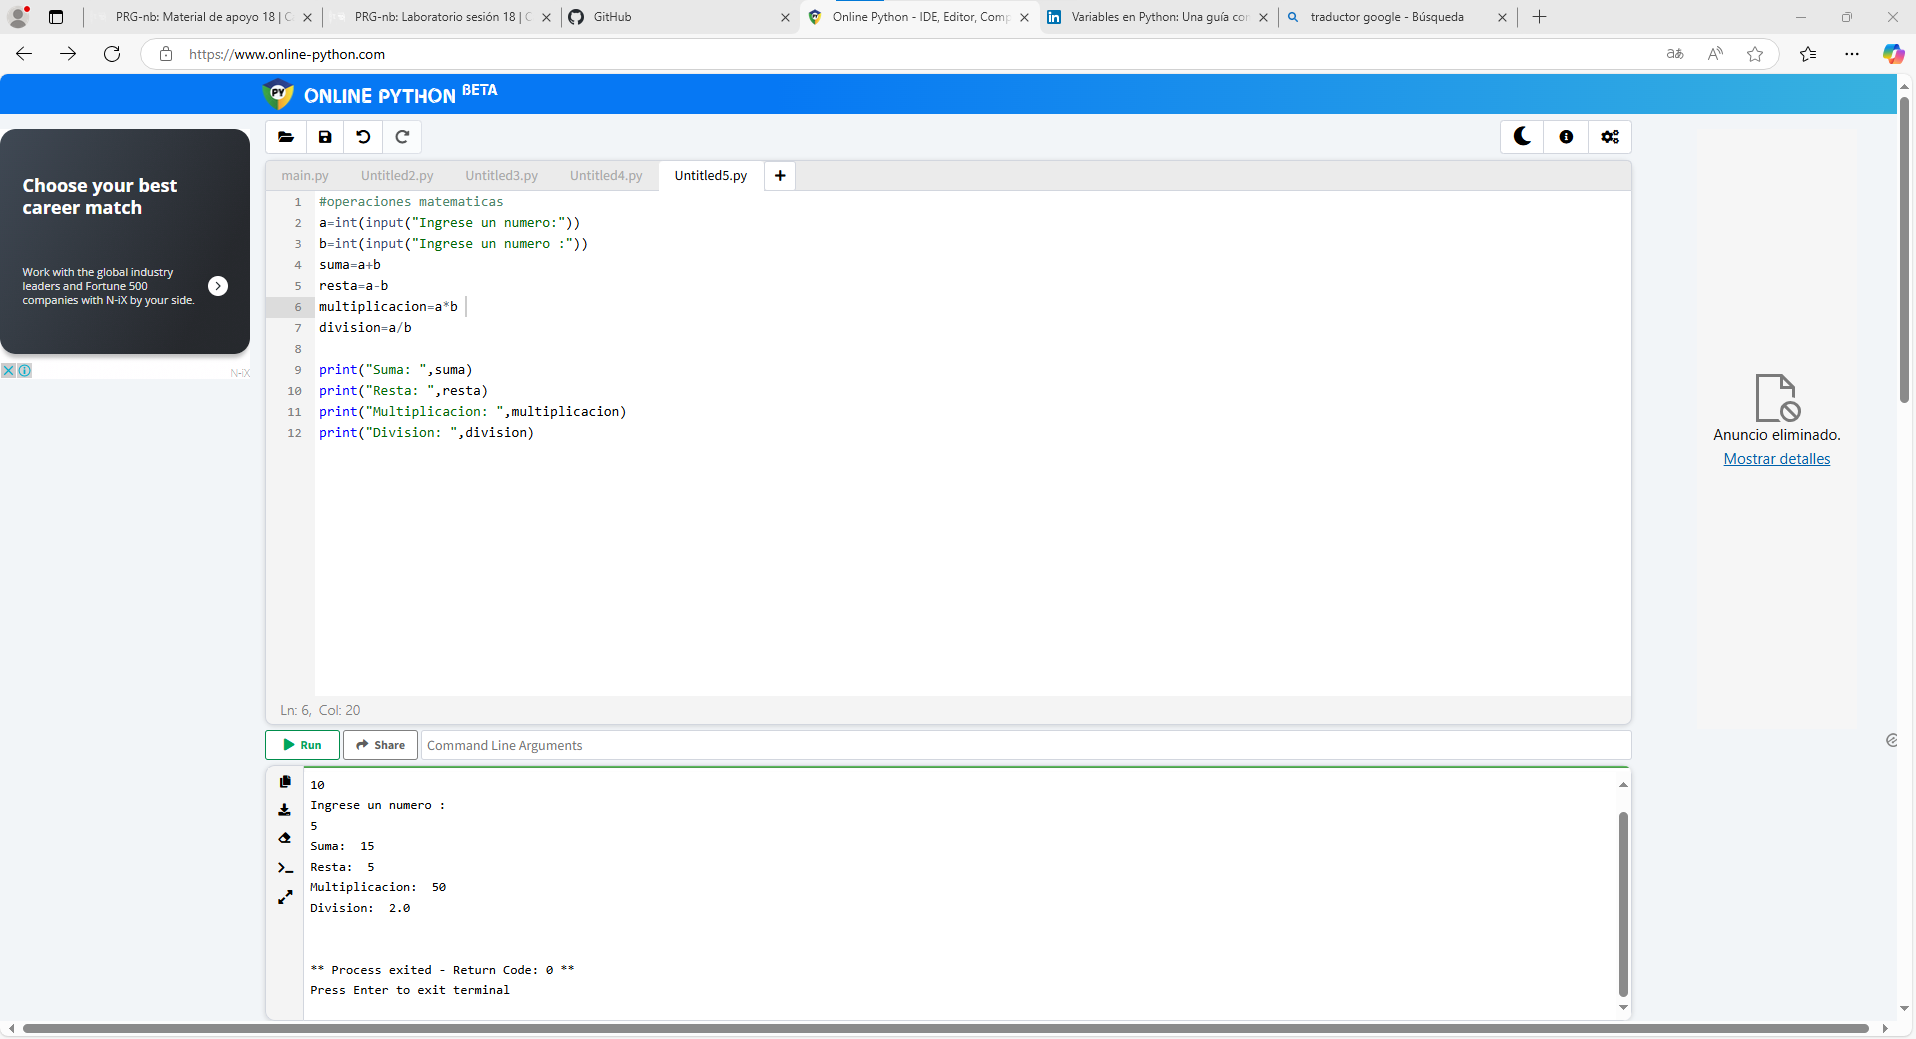 PRG-nb: Material de apoyo 18 | C
PRG-nb: Laboratorio sesión 18 | C
GitHub
Online Python - IDE, Editor, Comp
Variables en Python: Una guía con
traductor google - Búsqueda
https://www.online-python.com
PY ONLINE PYTHON BETA
Choose your best
career match
Work with the global industry
leaders and Fortune 500
companies with N-iX by your side.
N-iX
main.py
Untitled2.py
Untitled3.py
Untitled4.py
Untitled5.py
1 #operaciones matematicas
2 a=int(input("Ingrese un numero:"))
3 b=int(input("Ingrese un numero :"))
4 suma=a+b
5 resta=a-b
6 multiplicacion=a*b
7 division=a/b
8
9 print("Suma: ",suma)
10 print("Resta: ",resta)
11 print("Multiplicacion: ",multiplicacion)
12 print("Division: ",division)
Ln: 6, Col: 20
Anuncio eliminado.
Mostrar detalles
Run
Share
Command Line Arguments
10
Ingrese un numero :
5
Suma:  15
Resta:  5
Multiplicacion:  50
Division:  2.0
** Process exited - Return Code: 0 **
Press Enter to exit terminal